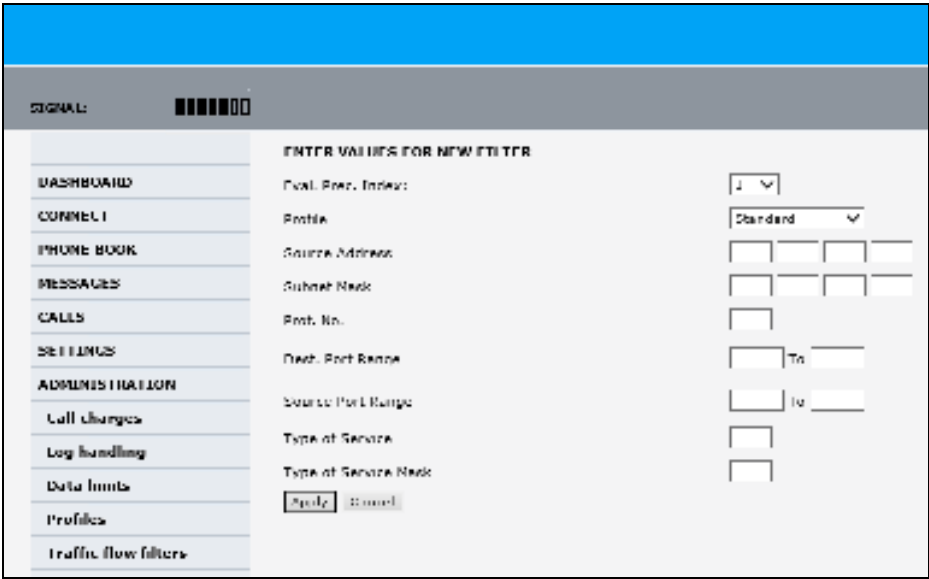 SIGNAL:
DASHBOARD
CONNECT
PHONE BOOK
MESSAGES
CALLS
SETTINGS
ADMINISTRATION
Call charges
Log handling
Data limits
Profiles
Traffic flow filters
ENTER VALUES FOR NEW FILTER
Eval. Prec. Index: 1
Profile Standard
Source Address
Subnet Mask
Prot. No.
Dest. Port Range To
Source Port Range To
Type of Service
Type of Service Mask
Apply Cancel